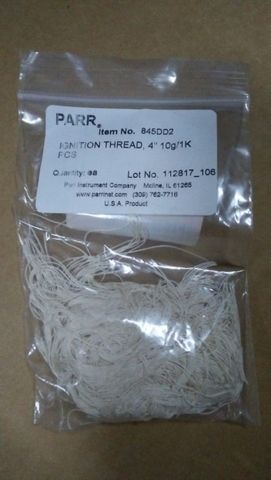 PARR®
Item No. 845DD2
IGNITION THREAD, 4" 10g/1K
PCS
Quantity: ea Lot No. 112817_106
Parr Instrument Company Moline, IL 61265
www.parrinst.com (309) 762-7716
U.S.A. Product